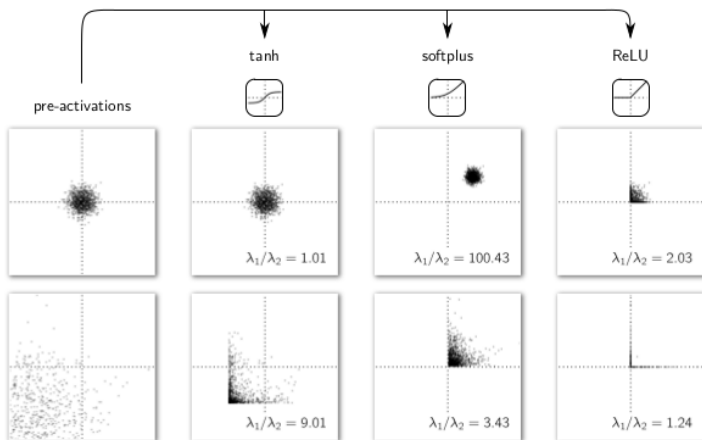 tanh
softplus
ReLU
pre-activations
λ₁/λ₂ = 1.01
λ₁/λ₂ = 100.43
λ₁/λ₂ = 2.03
λ₁/λ₂ = 9.01
λ₁/λ₂ = 3.43
λ₁/λ₂ = 1.24